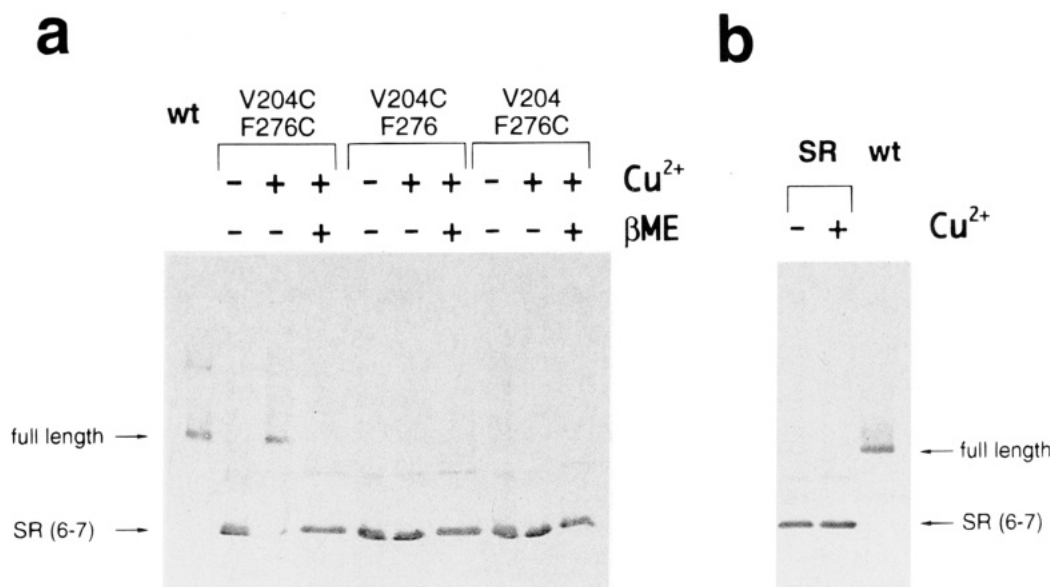 a
b
wt
V204C V204C V204
F276C F276 F276C
SR wt
− + + − + + − + + Cu²⁺
− − + − − + − − + βME
− + Cu²⁺
full length
SR (6-7)
full length
SR (6-7)